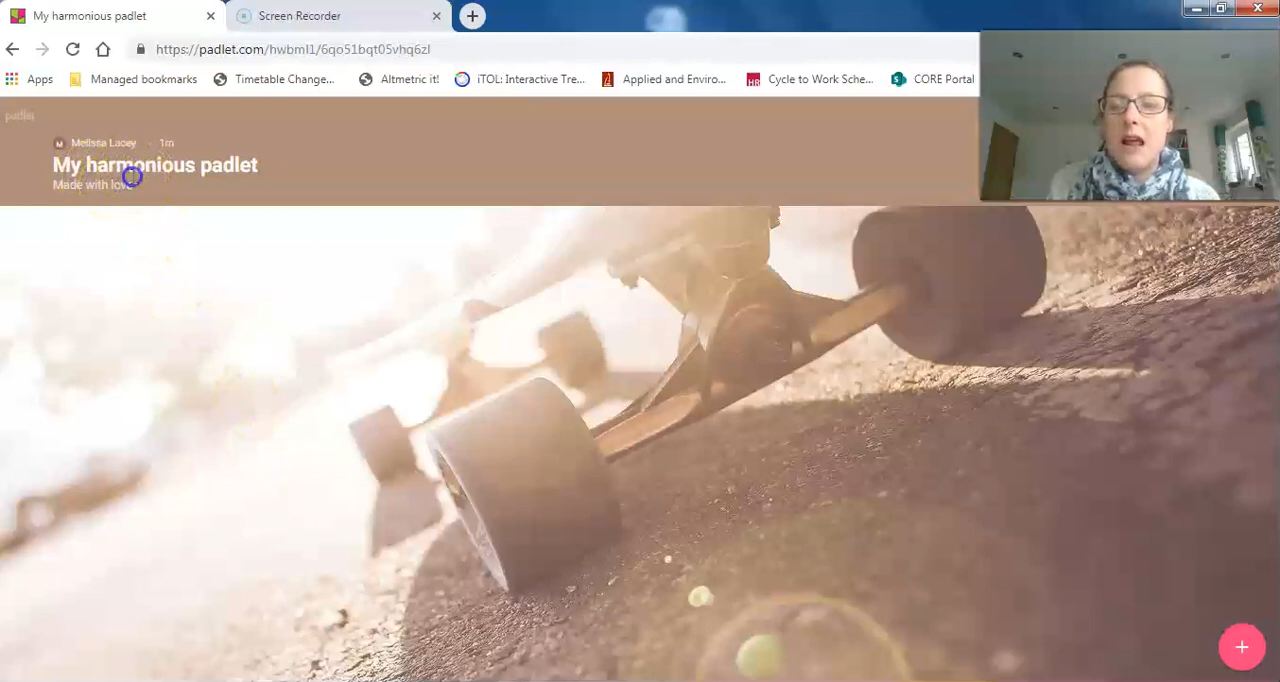 My harmonious padlet
Screen Recorder
https://padlet.com/hwbml1/6qo51bqt05vhq6zl
Apps
Managed bookmarks
Timetable Change...
Altmetric it!
iTOL: Interactive Tre...
Applied and Enviro...
HR
Cycle to Work Sche...
CORE Portal
padlet
M
Melissa Lacey
1m
My harmonious padlet
Made with love